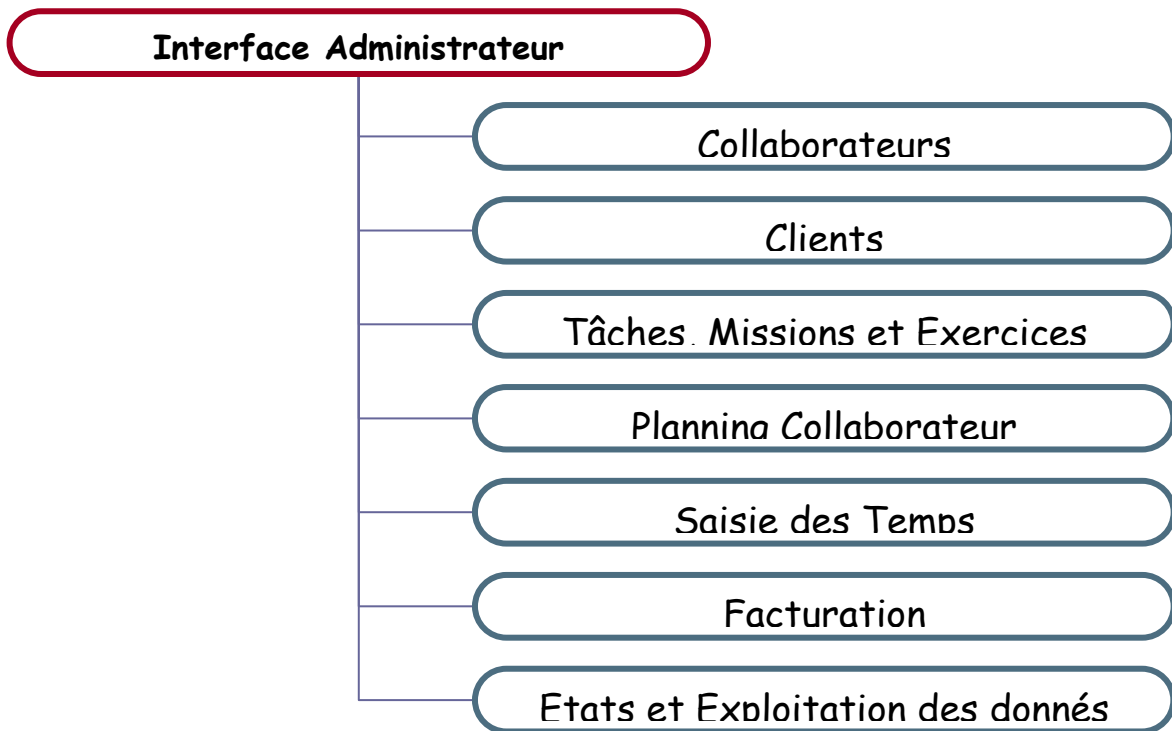 Interface Administrateur
Collaborateurs
Clients
Tâches, Missions et Exercices
Planning Collaborateur
Saisie des Temps
Facturation
Etats et Exploitation des donnés